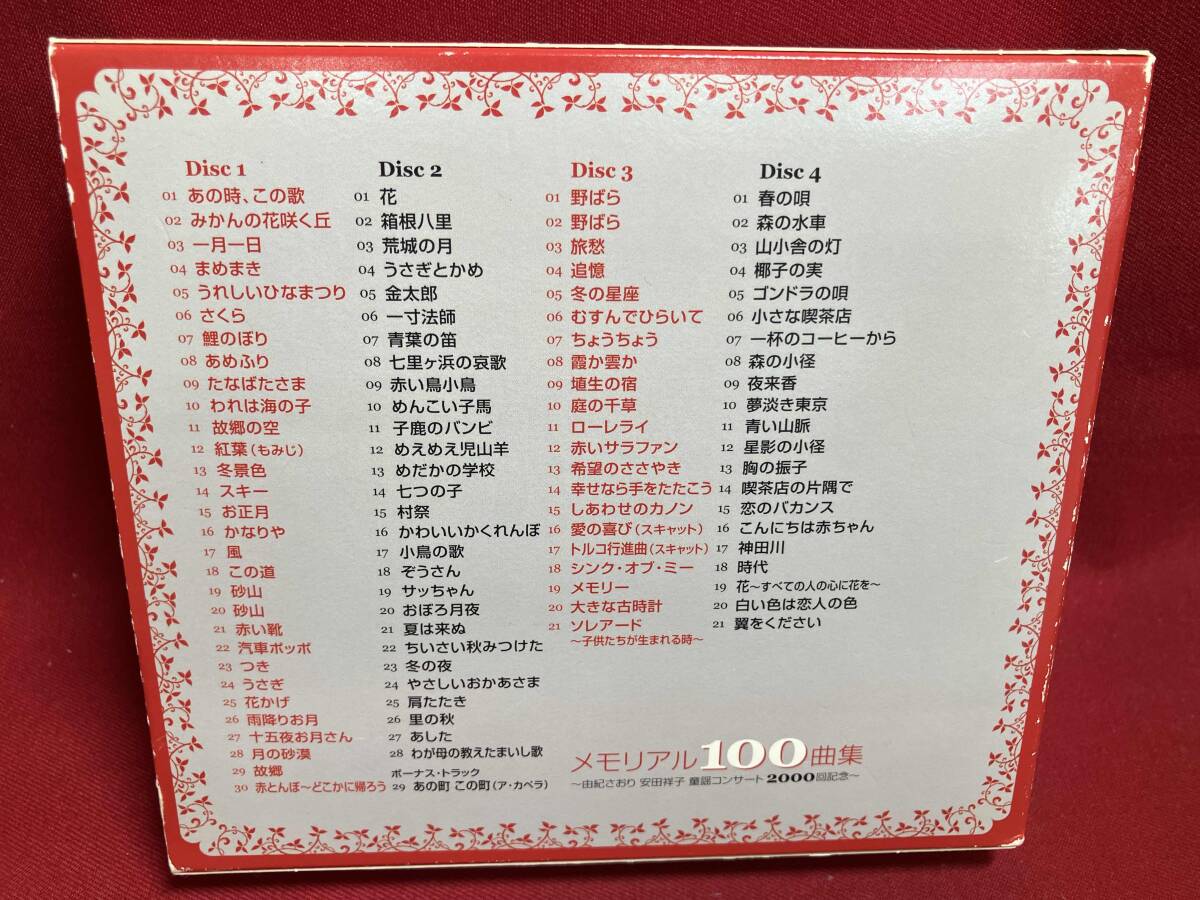 Disc 1
01 あの時、この歌
02 みかんの花咲く丘
03 一月一日
04 まめまき
05 うれしいひなまつり
06 さくら
07 鯉のぼり
08 あめふり
09 たなばたさま
10 われは海の子
11 故郷の空
12 紅葉（もみじ）
13 冬景色
14 スキー
15 お正月
16 かなりや
17 風
18 この道
19 砂山
20 砂山
21 赤い靴
22 汽車ポッポ
23 つき
24 うさぎ
25 花かげ
26 雨降りお月
27 十五夜お月さん
28 月の砂漠
29 故郷
30 赤とんぼ〜どこかに帰ろう
Disc 2
01 花
02 箱根八里
03 荒城の月
04 うさぎとかめ
05 金太郎
06 一寸法師
07 青葉の笛
08 七里ヶ浜の哀歌
09 赤い鳥小鳥
10 めんこい子馬
11 子鹿のバンビ
12 めえめえ児山羊
13 めだかの学校
14 七つの子
15 村祭
16 かわいいかくれんぼ
17 小鳥の歌
18 ぞうさん
19 サッちゃん
20 おぼろ月夜
21 夏は来ぬ
22 ちいさい秋みつけた
23 冬の夜
24 やさしいおかあさま
25 肩たたき
26 里の秋
27 あした
28 わが母の教えたまいし歌
ボーナス・トラック
29 あの町 この町（ア・カペラ）
Disc 3
01 野ばら
02 野ばら
03 旅愁
04 追憶
05 冬の星座
06 むすんでひらいて
07 ちょうちょう
08 霞か雲か
09 埴生の宿
10 庭の千草
11 ローレライ
12 赤いサラファン
13 希望のささやき
14 幸せなら手をたたこう
15 しあわせのカノン
16 愛の喜び（スキャット）
17 トルコ行進曲（スキャット）
18 シンク・オブ・ミー
19 メモリー
20 大きな古時計
21 ソレアード
〜子供たちが生まれる時〜
Disc 4
01 春の唄
02 森の水車
03 山小舎の灯
04 椰子の実
05 ゴンドラの唄
06 小さな喫茶店
07 一杯のコーヒーから
08 森の小径
09 夜来香
10 夢淡き東京
11 青い山脈
12 星影の小径
13 胸の振子
14 喫茶店の片隅で
15 恋のバカンス
16 こんにちは赤ちゃん
17 神田川
18 時代
19 花〜すべての人の心に花を〜
20 白い色は恋人の色
21 翼をください
メモリアル100曲集
〜由紀さおり 安田祥子 童謡コンサート 2000回記念〜